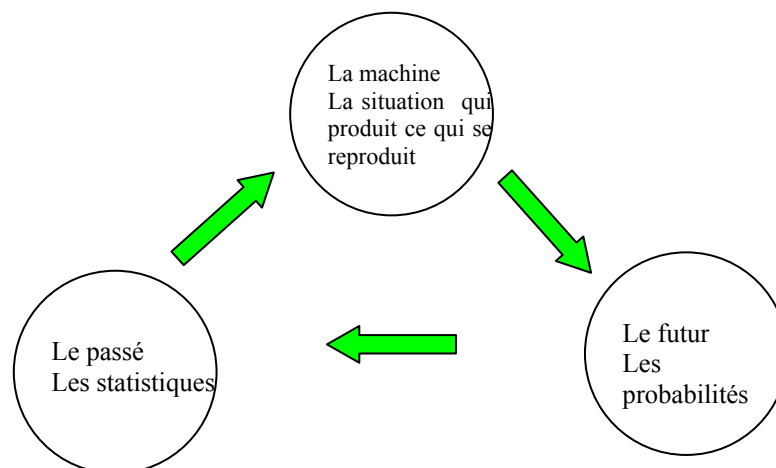 La machine
La situation qui
produit ce qui se
reproduit
Le passé
Les statistiques
Le futur
Les
probabilités